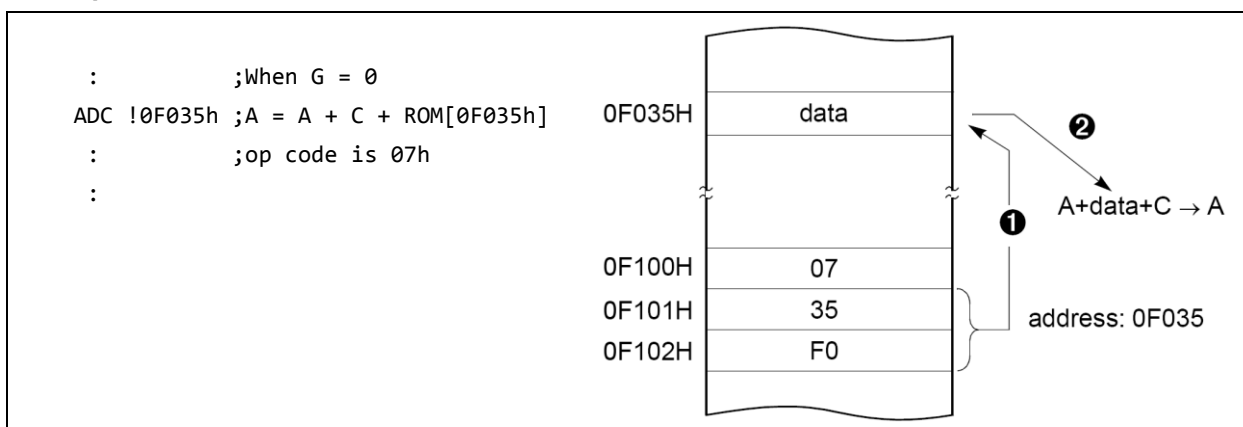 :          ;When G = 0
ADC !0F035h ;A = A + C + ROM[0F035h]
:          ;op code is 07h
:
0F035H data
❷
A+data+C → A
❶
0F100H 07
0F101H 35
address: 0F035
0F102H F0